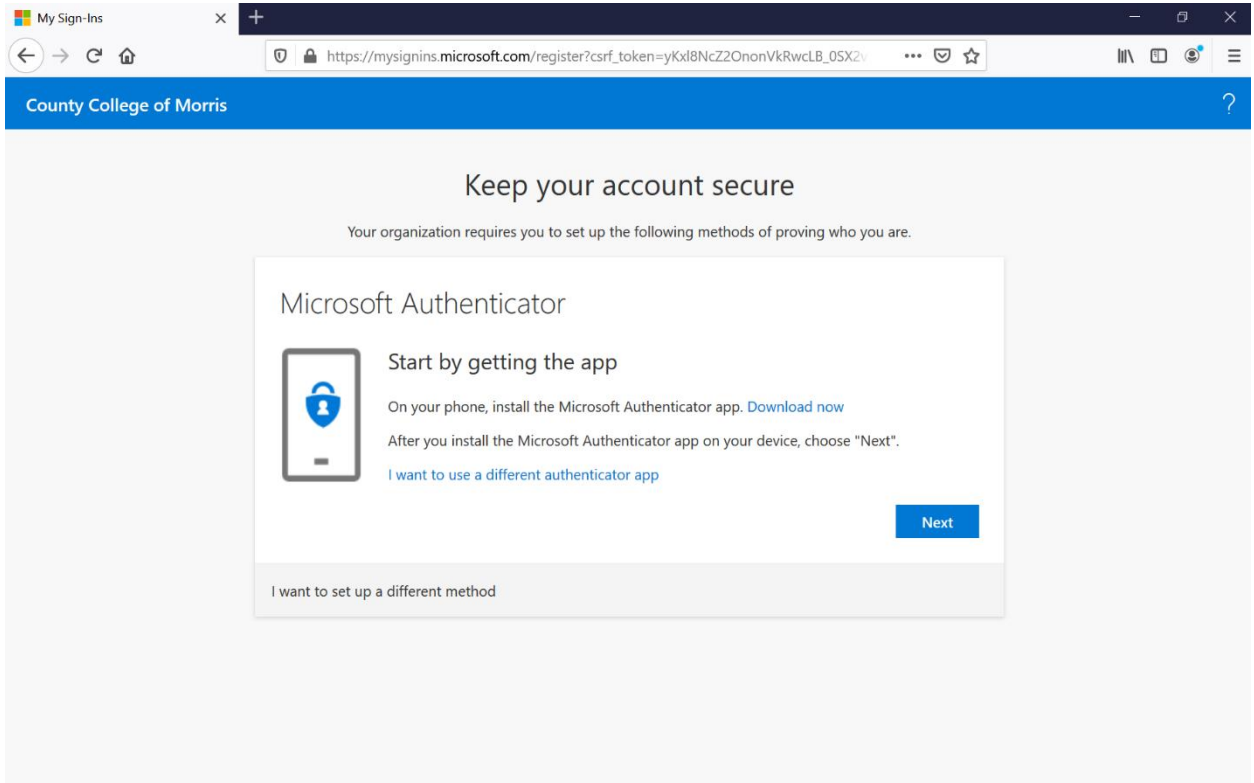 My Sign-Ins
https://mysignins.microsoft.com/register?csrf_token=yKxl8NcZ2OnonVkRwcLB_0SX2v
County College of Morris
?
Keep your account secure
Your organization requires you to set up the following methods of proving who you are.
Microsoft Authenticator
Start by getting the app
On your phone, install the Microsoft Authenticator app. Download now
After you install the Microsoft Authenticator app on your device, choose "Next".
I want to use a different authenticator app
Next
I want to set up a different method